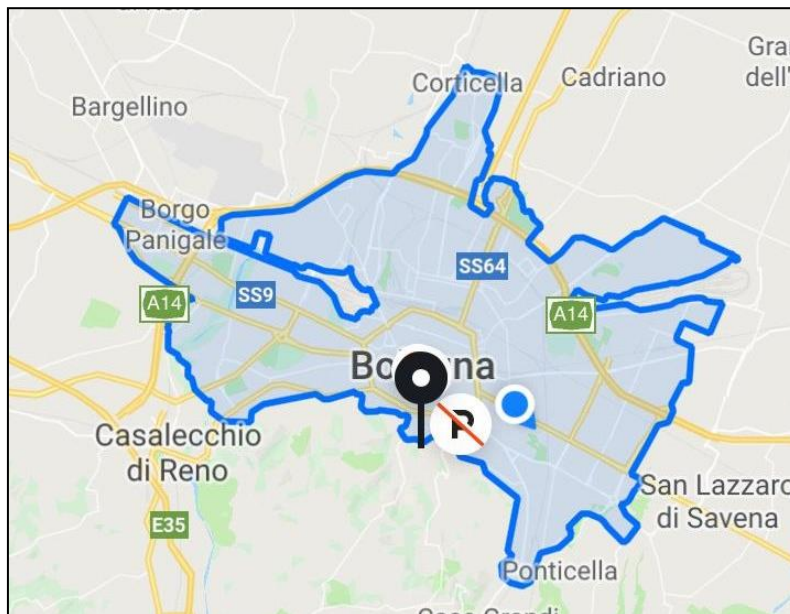 Corticella
Cadriano
Gra
dell'
Bargellino
Borgo
Panigale
SS64
SS9
A14
A14
Casalecchio
di Reno
P
San Lazzaro
di Savena
E35
Ponticella